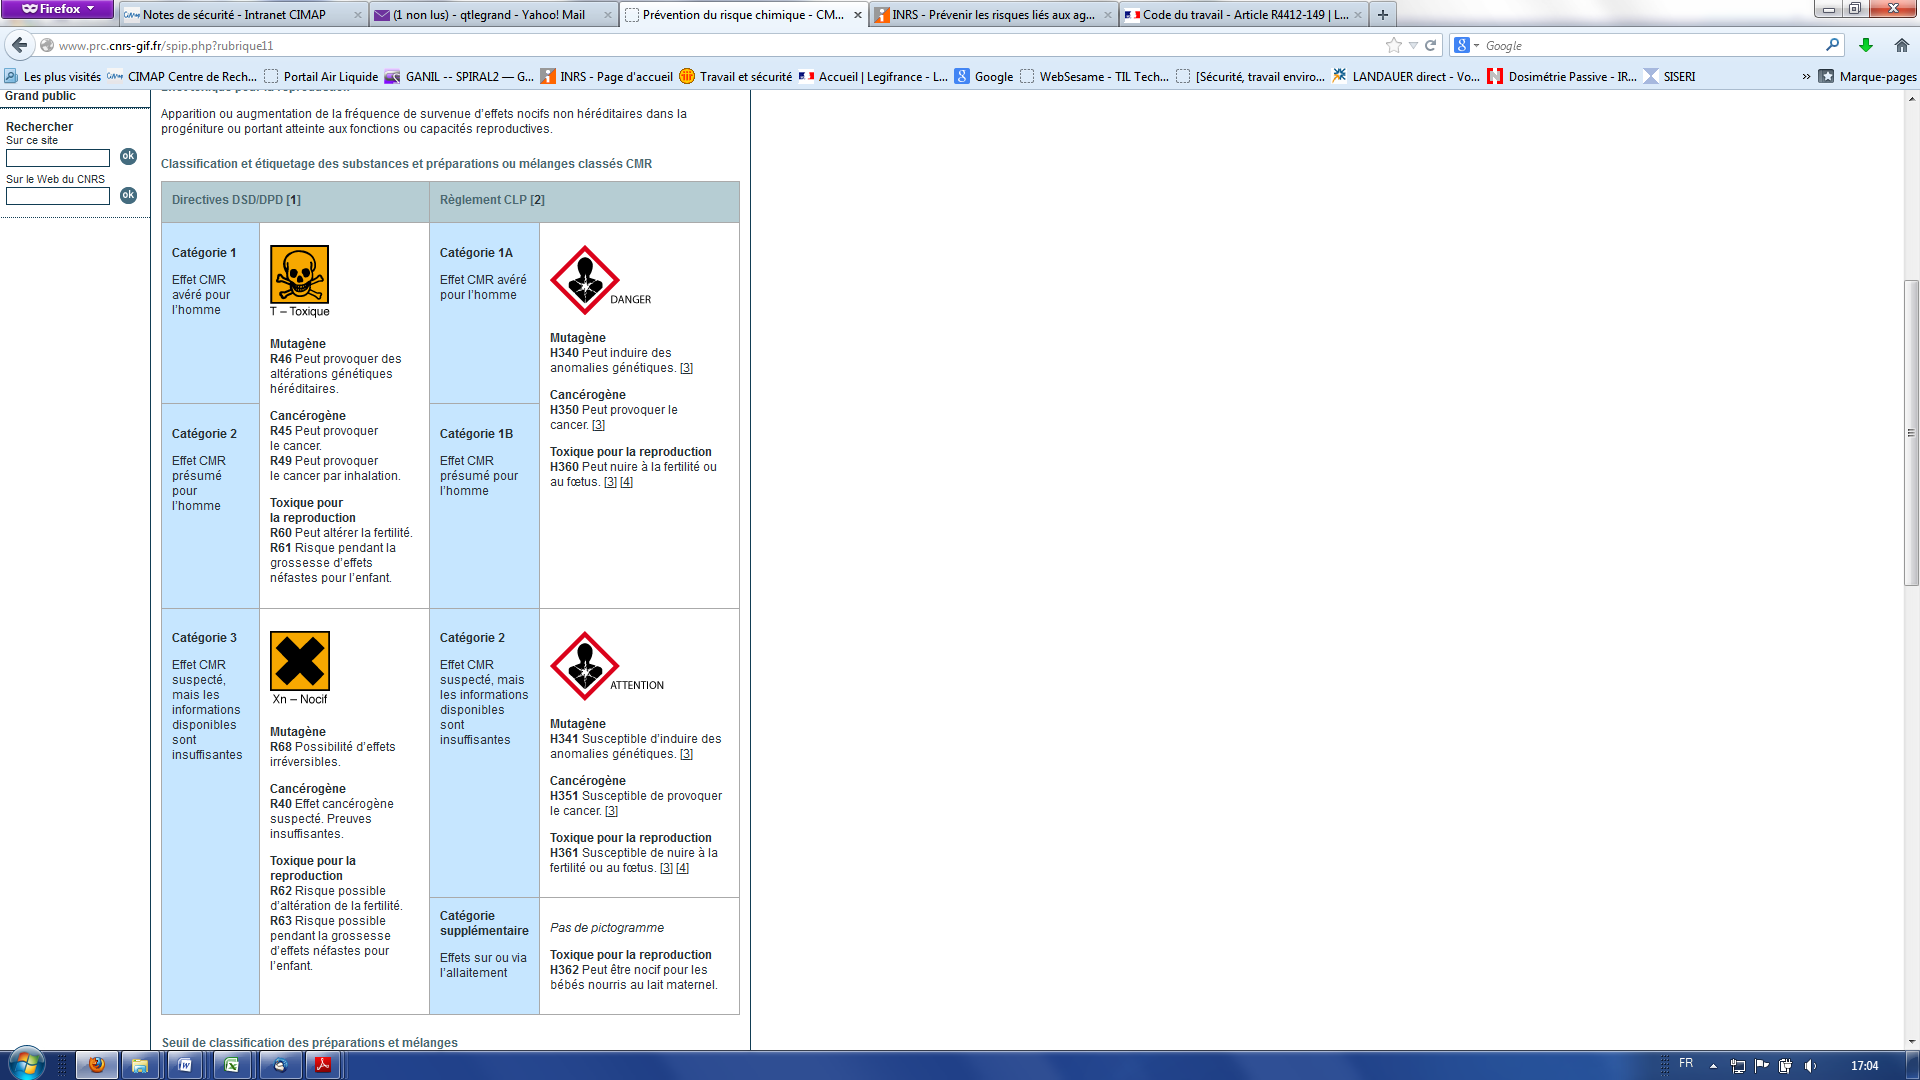 Firefox
Notes de sécurité - Intranet CIMAP
(1 non lus) - qtlegrand - Yahoo! Mail
Prévention du risque chimique - CM...
INRS - Prévenir les risques liés aux ag...
Code du travail - Article R4412-149 | L...
www.prc.cnrs-gif.fr/spip.php?rubrique11
Google
Les plus visités
CIMAP Centre de Rech...
Portail Air Liquide
GANIL -- SPIRAL2 — G...
INRS - Page d'accueil
Travail et sécurité
Accueil | Legifrance - L...
Google
WebSesame - TIL Tech...
[Sécurité, travail enviro...
LANDAUER direct - Vo...
Dosimétrie Passive - IR...
SISERI
» Marque-pages
Grand public
Rechercher
Sur ce site
ok
Sur le Web du CNRS
ok
Apparition ou augmentation de la fréquence de survenue d’effets nocifs non héréditaires dans la
progéniture ou portant atteinte aux fonctions ou capacités reproductives.
Classification et étiquetage des substances et préparations ou mélanges classés CMR
Directives DSD/DPD [1]
Règlement CLP [2]
Catégorie 1
Effet CMR
avéré pour
l’homme
T – Toxique
Mutagène
R46 Peut provoquer des
altérations génétiques
héréditaires.
Cancérogène
R45 Peut provoquer
le cancer.
R49 Peut provoquer
le cancer par inhalation.
Toxique pour
la reproduction
R60 Peut altérer la fertilité.
R61 Risque pendant la
grossesse d’effets
néfastes pour l’enfant.
Catégorie 1A
Effet CMR avéré
pour l’homme
DANGER
Mutagène
H340 Peut induire des
anomalies génétiques. [3]
Cancérogène
H350 Peut provoquer le
cancer. [3]
Toxique pour la reproduction
H360 Peut nuire à la fertilité ou
au fœtus. [3] [4]
Catégorie 2
Effet CMR
présumé
pour
l’homme
Catégorie 1B
Effet CMR
présumé pour
l’homme
Catégorie 3
Effet CMR
suspecté,
mais les
informations
disponibles
sont
insuffisantes
Xn – Nocif
Mutagène
R68 Possibilité d’effets
irréversibles.
Cancérogène
R40 Effet cancérogène
suspecté. Preuves
insuffisantes.
Toxique pour la
reproduction
R62 Risque possible
d’altération de la fertilité.
R63 Risque possible
pendant la grossesse
d’effets néfastes pour
l’enfant.
Catégorie 2
Effet CMR
suspecté, mais
les informations
disponibles
sont
insuffisantes
ATTENTION
Mutagène
H341 Susceptible d’induire des
anomalies génétiques. [3]
Cancérogène
H351 Susceptible de provoquer
le cancer. [3]
Toxique pour la reproduction
H361 Susceptible de nuire à la
fertilité ou au fœtus. [3] [4]
Catégorie
supplémentaire
Effets sur ou via
l’allaitement
Pas de pictogramme
Toxique pour la reproduction
H362 Peut être nocif pour les
bébés nourris au lait maternel.
Seuil de classification des préparations et mélanges
FR
17:04